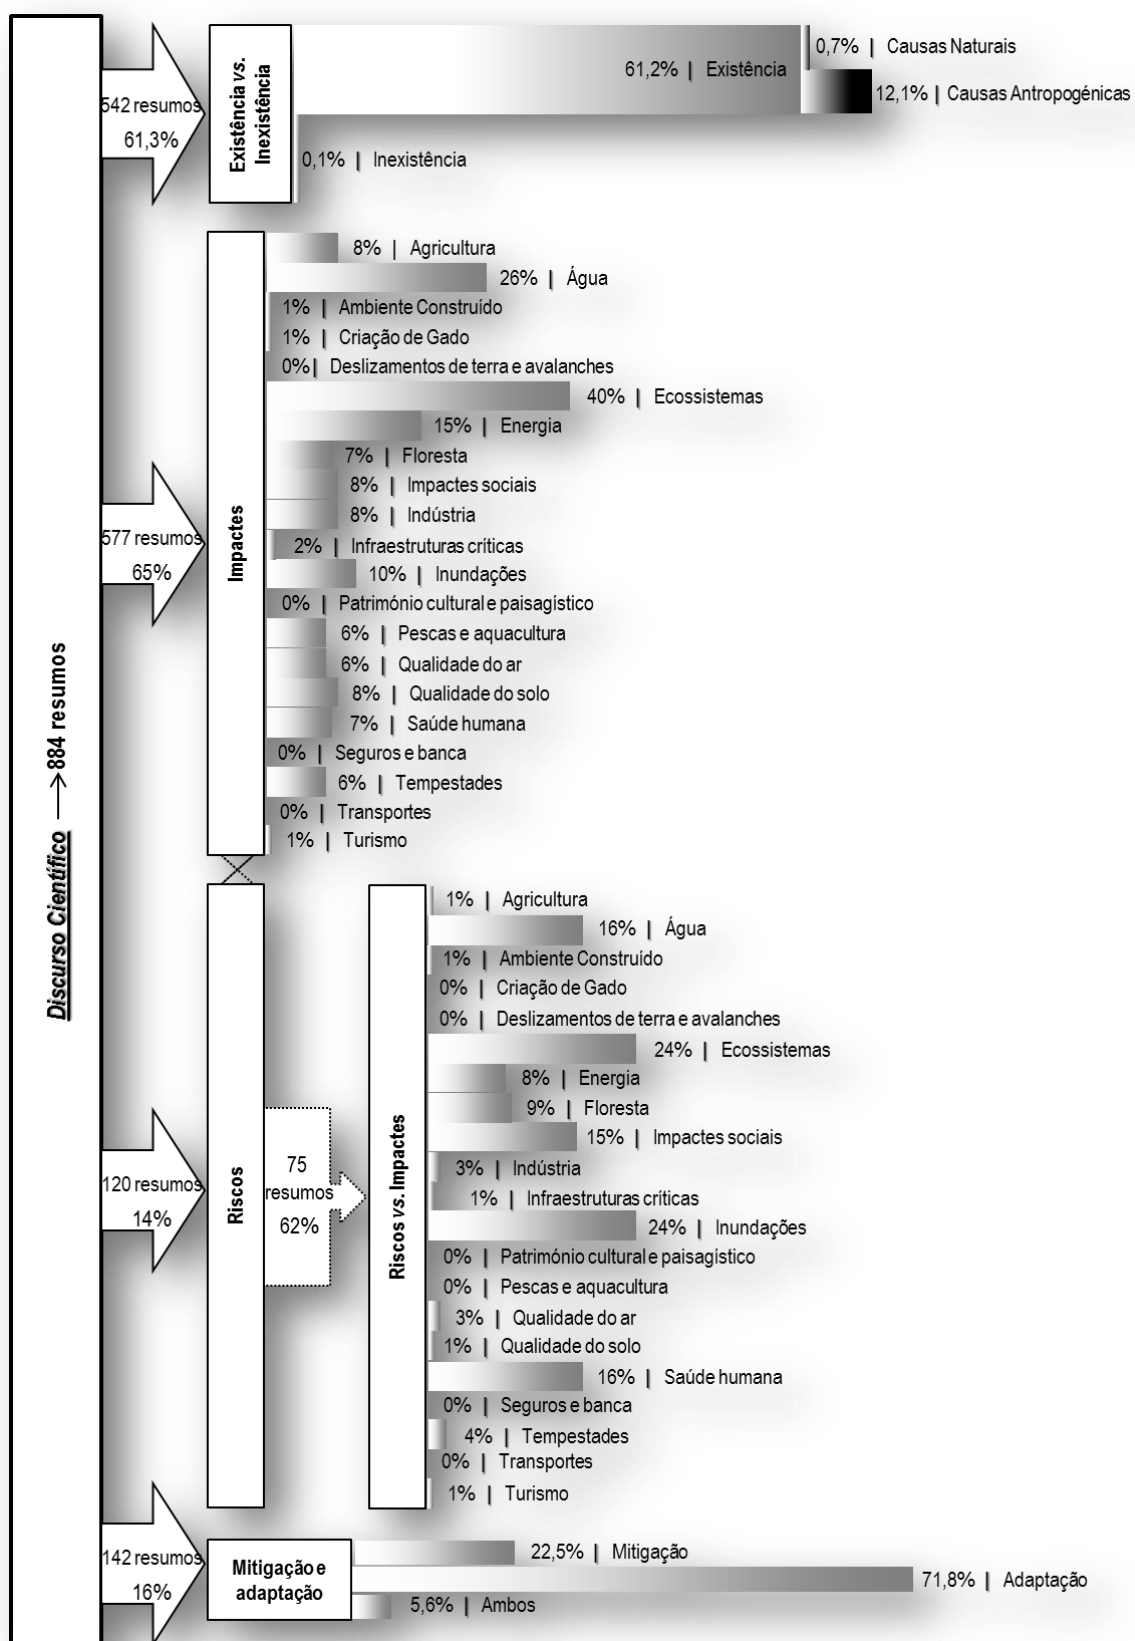 Discurso Científico → 884 resumos
542 resumos
61,3%
Existência vs.
Inexistência
61,2% | Existência
0,7% | Causas Naturais
12,1% | Causas Antropogénicas
0,1% | Inexistência
577 resumos
65%
Impactes
8% | Agricultura
26% | Água
1% | Ambiente Construído
1% | Criação de Gado
0% | Deslizamentos de terra e avalanches
40% | Ecossistemas
15% | Energia
7% | Floresta
8% | Impactes sociais
8% | Indústria
2% | Infraestruturas críticas
10% | Inundações
0% | Património cultural e paisagístico
6% | Pescas e aquacultura
6% | Qualidade do ar
8% | Qualidade do solo
7% | Saúde humana
0% | Seguros e banca
6% | Tempestades
0% | Transportes
1% | Turismo
120 resumos
14%
Riscos
75
resumos
62%
Riscos vs. Impactes
1% | Agricultura
16% | Água
1% | Ambiente Construído
0% | Criação de Gado
0% | Deslizamentos de terra e avalanches
24% | Ecossistemas
8% | Energia
9% | Floresta
15% | Impactes sociais
3% | Indústria
1% | Infraestruturas críticas
24% | Inundações
0% | Património cultural e paisagístico
0% | Pescas e aquacultura
3% | Qualidade do ar
1% | Qualidade do solo
16% | Saúde humana
0% | Seguros e banca
4% | Tempestades
0% | Transportes
1% | Turismo
142 resumos
16%
Mitigação e
adaptação
22,5% | Mitigação
71,8% | Adaptação
5,6% | Ambos